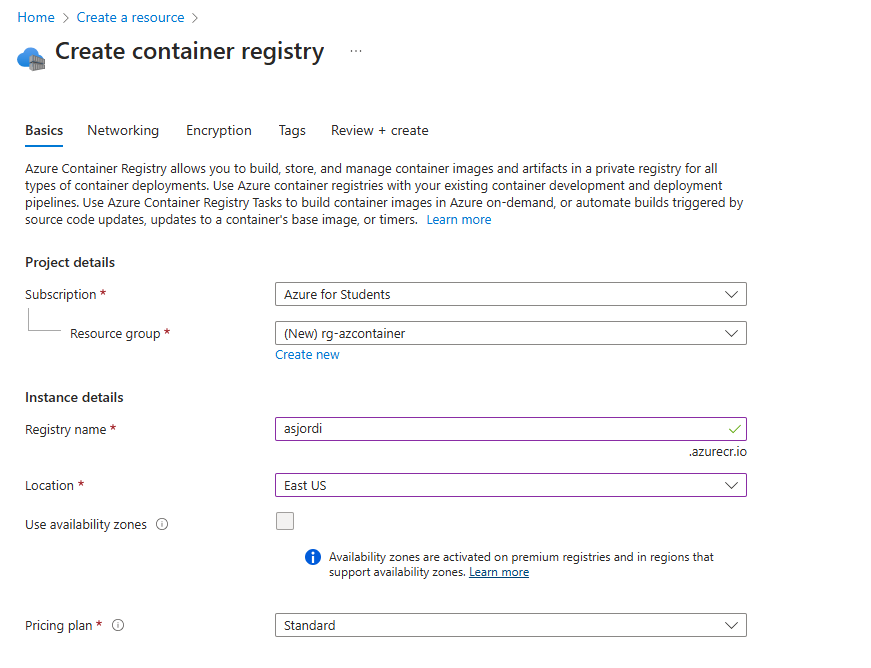 Home > Create a resource >
Create container registry ...
Basics Networking Encryption Tags Review + create
Azure Container Registry allows you to build, store, and manage container images and artifacts in a private registry for all
types of container deployments. Use Azure container registries with your existing container development and deployment
pipelines. Use Azure Container Registry Tasks to build container images in Azure on-demand, or automate builds triggered by
source code updates, updates to a container's base image, or timers. Learn more
Project details
Subscription * Azure for Students
Resource group * (New) rg-azcontainer
Create new
Instance details
Registry name * asjordi
.azurecr.io
Location * East US
Use availability zones
Availability zones are activated on premium registries and in regions that
support availability zones. Learn more
Pricing plan * Standard